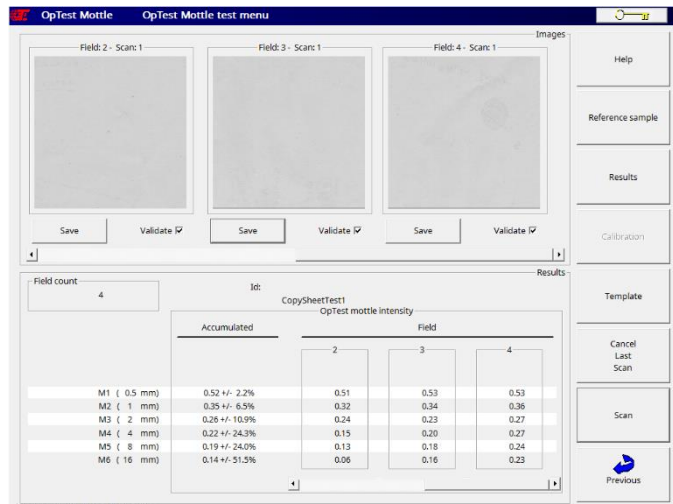 OpTest Mottle OpTest Mottle test menu
Images
Field: 2 - Scan: 1 Field: 3 - Scan: 1 Field: 4 - Scan: 1
Save Validate Save Validate Save Validate
Results
Field count
4
Id:
CopySheetTest1
OpTest mottle intensity
Accumulated Field
2 3 4
M1 ( 0.5 mm) 0.52 +/- 2.2% 0.51 0.53 0.53
M2 ( 1 mm) 0.35 +/- 6.5% 0.32 0.34 0.36
M3 ( 2 mm) 0.26 +/- 10.9% 0.24 0.23 0.27
M4 ( 4 mm) 0.22 +/- 24.3% 0.15 0.20 0.27
M5 ( 8 mm) 0.19 +/- 24.0% 0.13 0.18 0.24
M6 ( 16 mm) 0.14 +/- 51.5% 0.06 0.16 0.23
Help
Reference sample
Results
Calibration
Template
Cancel
Last
Scan
Scan
Previous